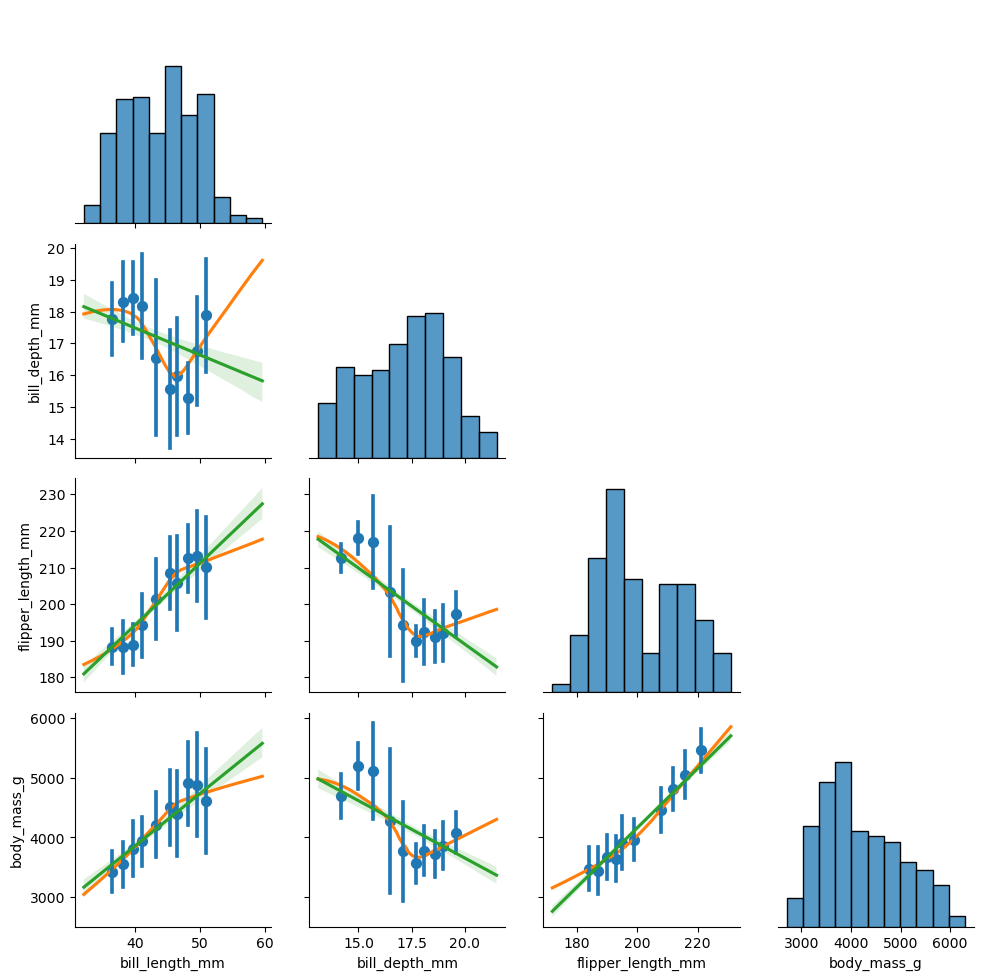 20
19
18
17
16
15
14
bill_depth_mm
230
220
210
200
190
180
flipper_length_mm
6000
5000
4000
3000
body_mass_g
40 50 60
bill_length_mm
15.0 17.5 20.0
bill_depth_mm
180 200 220
flipper_length_mm
3000 4000 5000 6000
body_mass_g